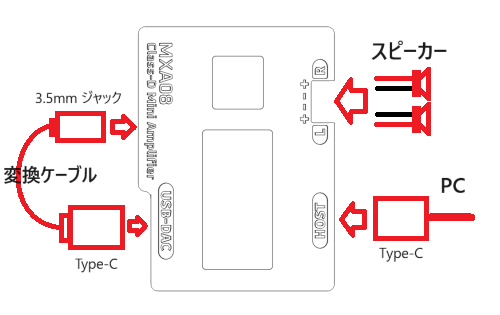 スピーカー
MXA08
Class-D Mini Amplifier
R
+ - - +
L
3.5mm ジャック
変換ケーブル
PC
USB-DAC
HOST
Type-C
Type-C